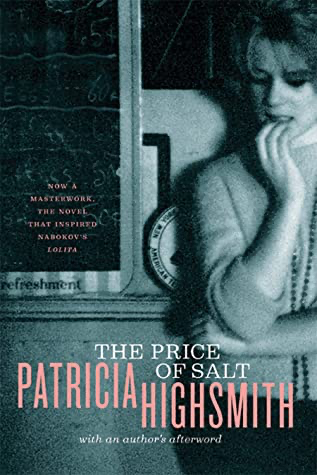 NOW A
MASTERWORK,
THE NOVEL
THAT INSPIRED
NABOKOV'S
LOLITA
refreshment
THE PRICE
OF SALT
PATRICIA
HIGHSMITH
with an author's afterword